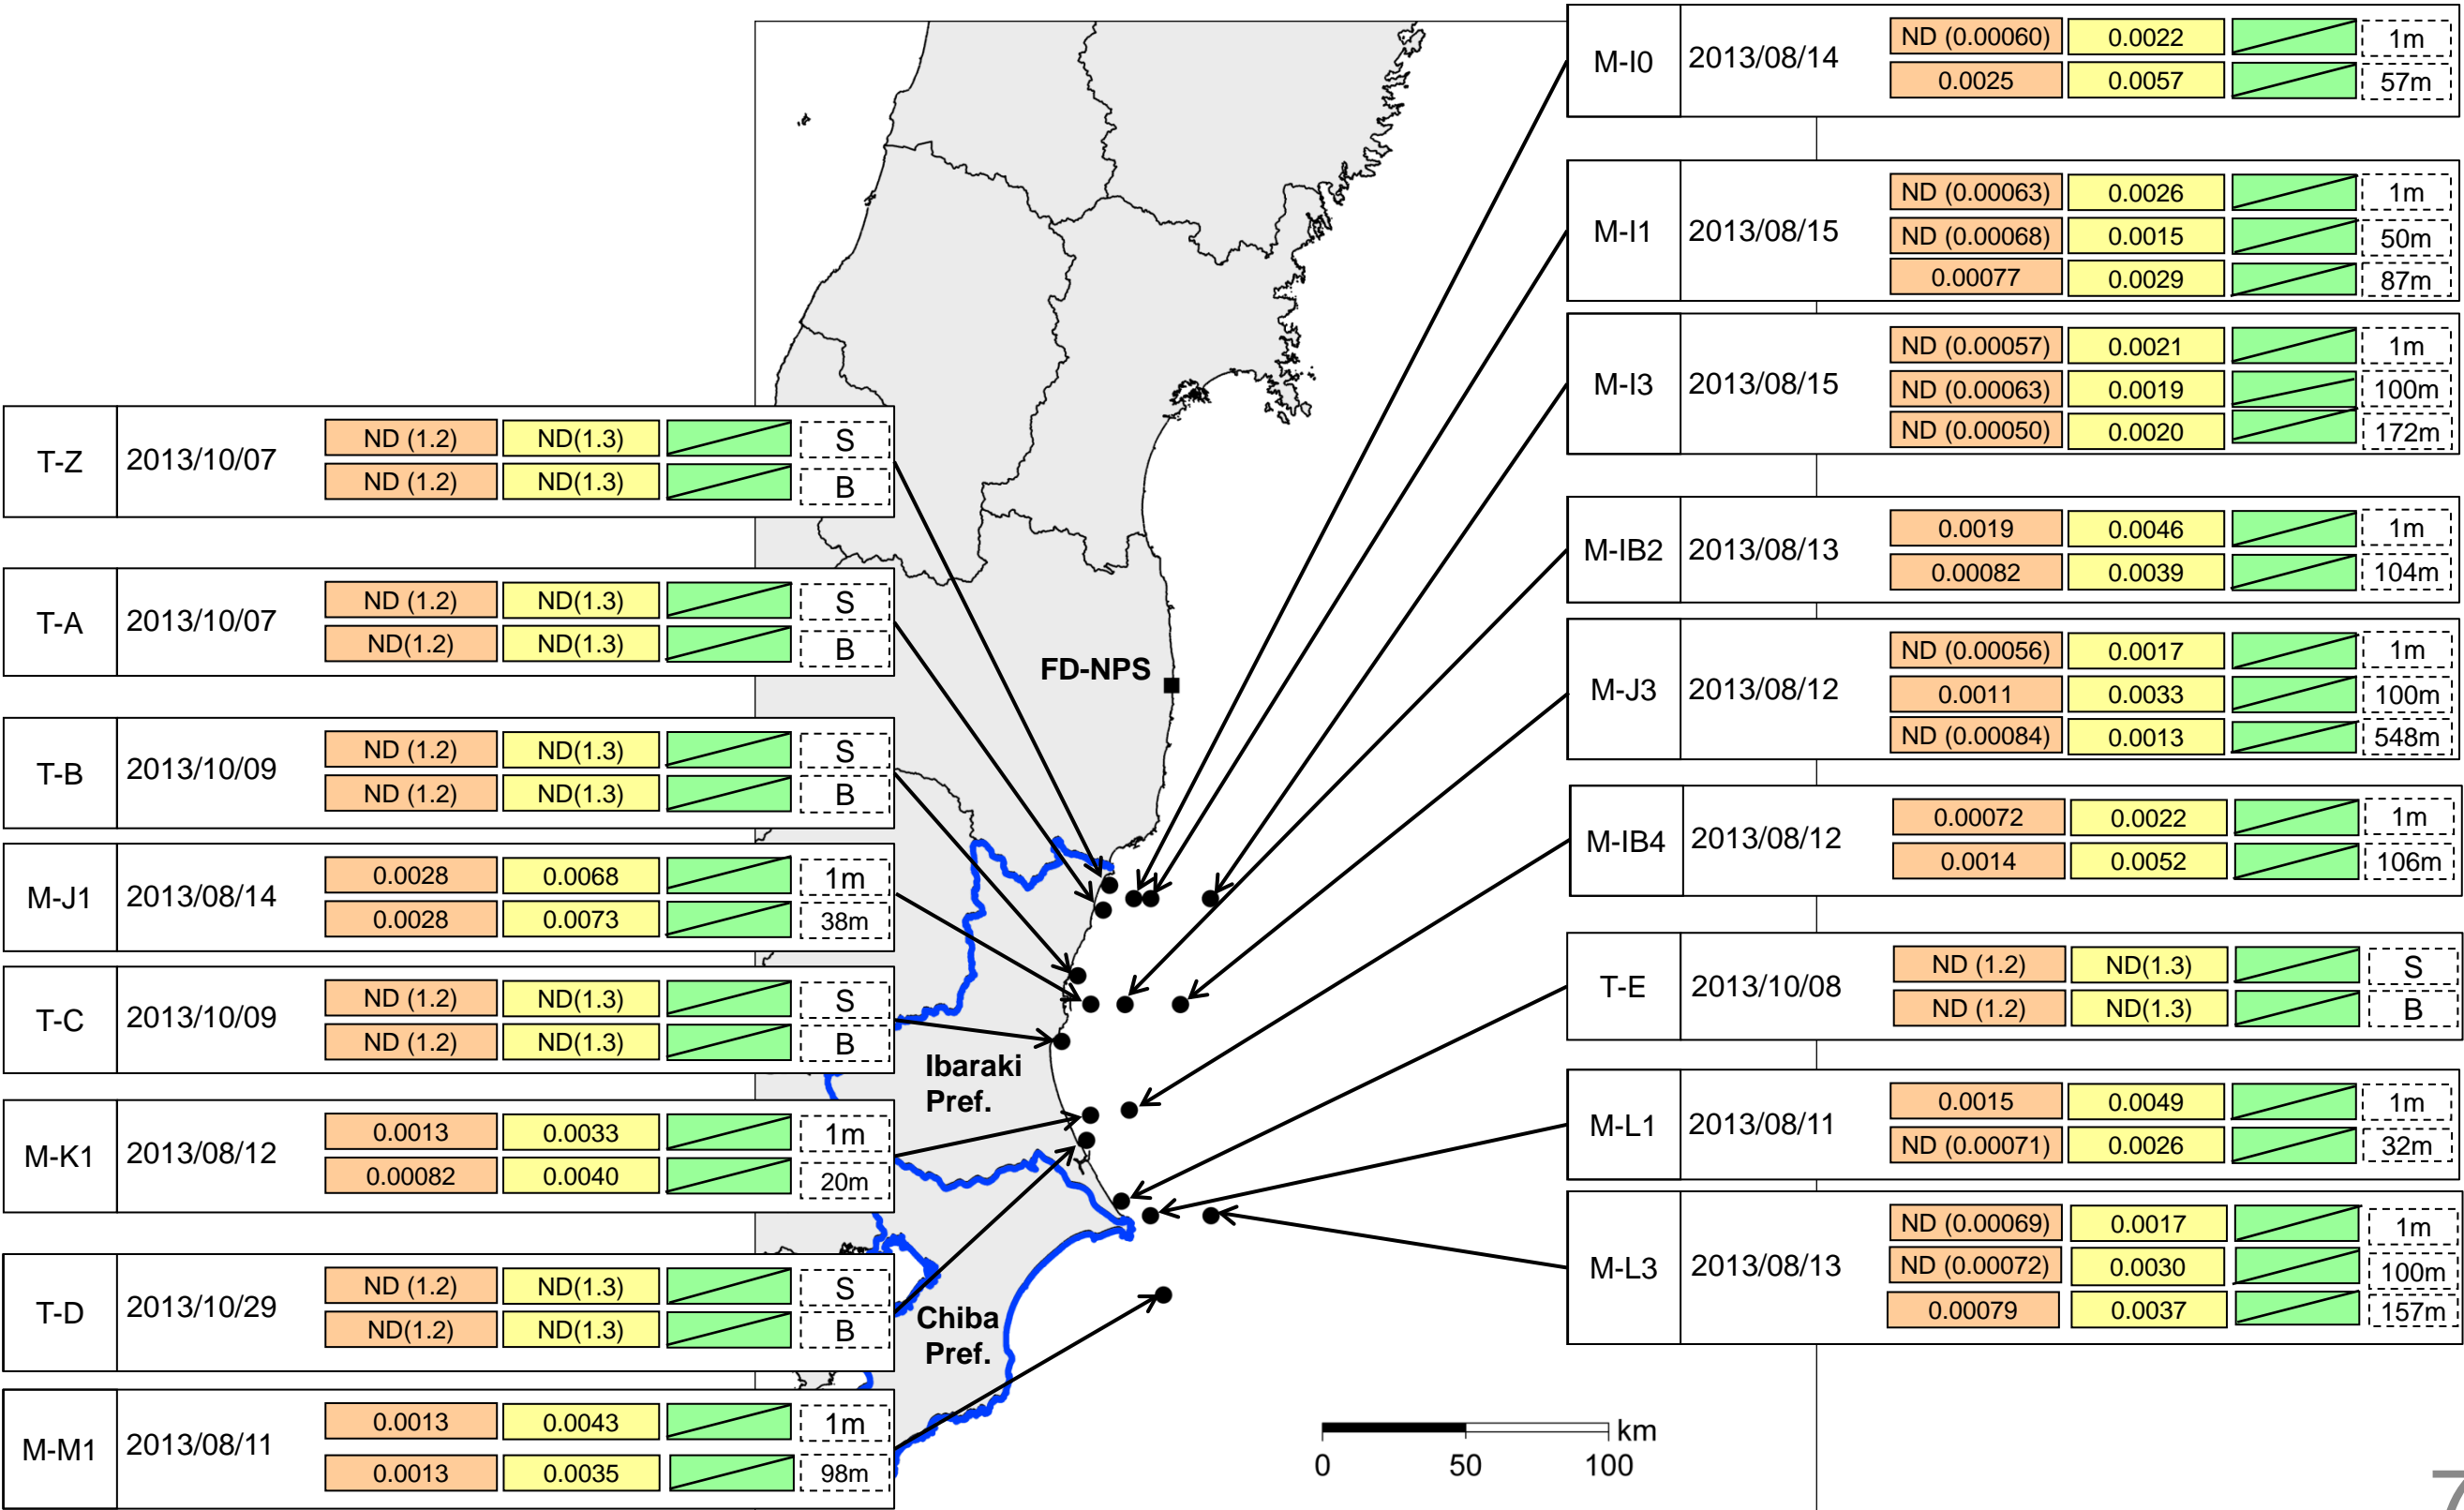 T-Z 2013/10/07
ND (1.2) ND(1.3) S
ND (1.2) ND(1.3) B
T-A 2013/10/07
ND (1.2) ND(1.3) S
ND(1.2) ND(1.3) B
T-B 2013/10/09
ND (1.2) ND(1.3) S
ND (1.2) ND(1.3) B
M-J1 2013/08/14
0.0028 0.0068 1m
0.0028 0.0073 38m
T-C 2013/10/09
ND (1.2) ND(1.3) S
ND (1.2) ND(1.3) B
M-K1 2013/08/12
0.0013 0.0033 1m
0.00082 0.0040 20m
T-D 2013/10/29
ND (1.2) ND(1.3) S
ND(1.2) ND(1.3) B
M-M1 2013/08/11
0.0013 0.0043 1m
0.0013 0.0035 98m
FD-NPS
Ibaraki
Pref.
Chiba
Pref.
km
0 50 100
M-I0 2013/08/14
ND (0.00060) 0.0022 1m
0.0025 0.0057 57m
M-I1 2013/08/15
ND (0.00063) 0.0026 1m
ND (0.00068) 0.0015 50m
0.00077 0.0029 87m
M-I3 2013/08/15
ND (0.00057) 0.0021 1m
ND (0.00063) 0.0019 100m
ND (0.00050) 0.0020 172m
M-IB2 2013/08/13
0.0019 0.0046 1m
0.00082 0.0039 104m
M-J3 2013/08/12
ND (0.00056) 0.0017 1m
0.0011 0.0033 100m
ND (0.00084) 0.0013 548m
M-IB4 2013/08/12
0.00072 0.0022 1m
0.0014 0.0052 106m
T-E 2013/10/08
ND (1.2) ND(1.3) S
ND (1.2) ND(1.3) B
M-L1 2013/08/11
0.0015 0.0049 1m
ND (0.00071) 0.0026 32m
M-L3 2013/08/13
ND (0.00069) 0.0017 1m
ND (0.00072) 0.0030 100m
0.00079 0.0037 157m
7